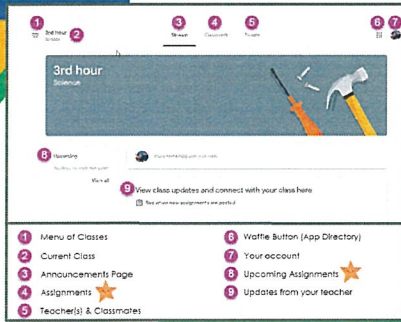 1
3rd hour
Science
2
3
Stream
4
Classwork
5
People
6
7
3rd hour
Science
8
Upcoming
View all
9
View class updates and connect with your class here
See when new assignments are posted
1 Menu of Classes
2 Current Class
3 Announcements Page
4 Assignments
5 Teacher(s) & Classmates
6 Waffle Button (App Directory)
7 Your account
8 Upcoming Assignments
9 Updates from your teacher